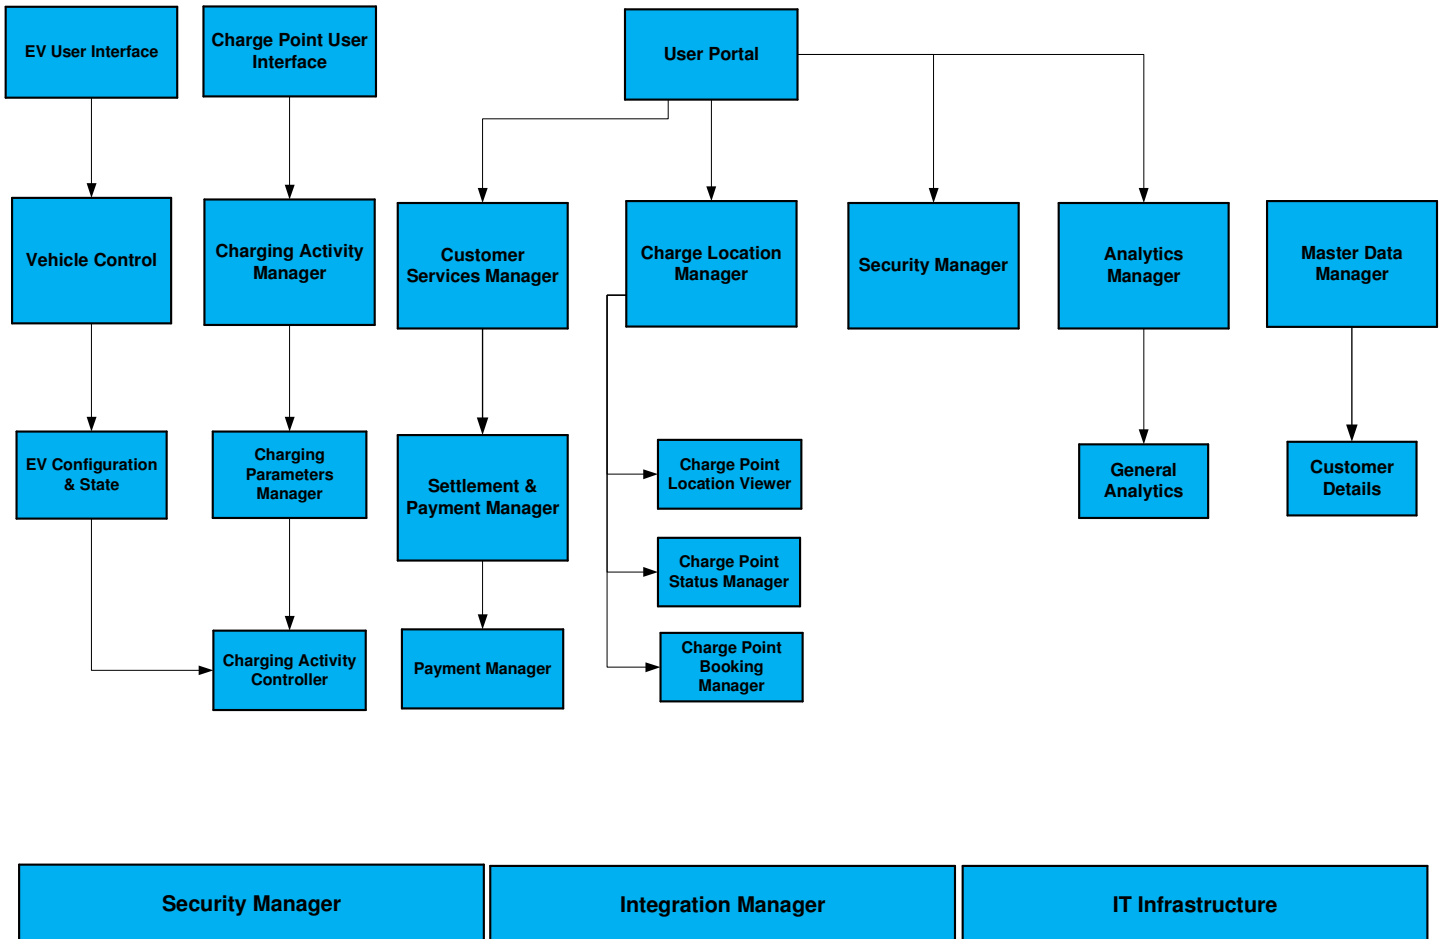 EV User Interface
Charge Point User
Interface
User Portal
Vehicle Control
Charging Activity
Manager
Customer
Services Manager
Charge Location
Manager
Security Manager
Analytics
Manager
Master Data
Manager
EV Configuration
& State
Charging
Parameters
Manager
Settlement &
Payment Manager
Charge Point
Location Viewer
General
Analytics
Customer
Details
Charge Point
Status Manager
Charging Activity
Controller
Payment Manager
Charge Point
Booking
Manager
Security Manager
Integration Manager
IT Infrastructure